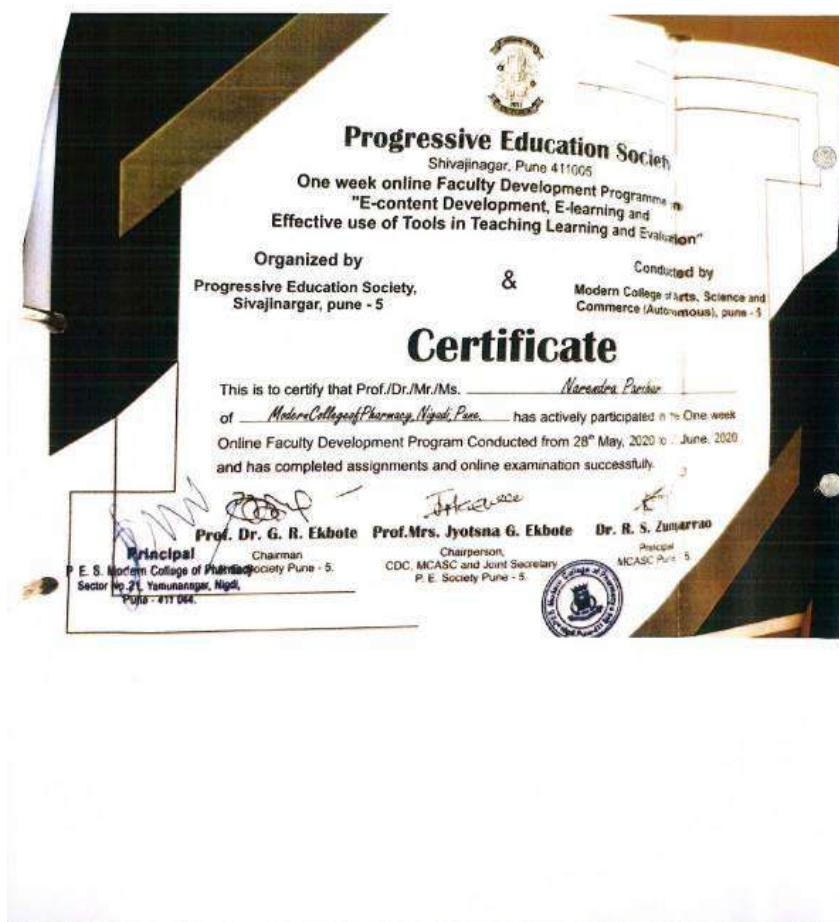 Progressive Education Societ
Shivajinagar, Pune 411005
One week online Faculty Development Programme
"E-content Development, E-learning and
Effective use of Tools in Teaching Learning and Evaluation"
Organized by
Progressive Education Society,
Sivajinargar, pune - 5
&
Conducted by
Modern College of Arts, Science and
Commerce (Autonomous), pune - 5
Certificate
This is to certify that Prof./Dr./Mr./Ms. Narendra
of Modern College of Pharmacy, Nigadi, Pune. has actively participated in the One week
Online Faculty Development Program Conducted from 28th May, 2020 to June, 2020
and has completed assignments and online examination successfully.
Prof. Dr. G. R. Ekbote
Chairman
Society Pune - 5.
Prof.Mrs. Jyotsna G. Ekbote
Chairperson,
CDC, MCASC and Joint Secretary
P. E. Society Pune - 5.
Dr. R. S. Zunjarrao
Principal
MCASC Pune 5
Principal
P. E. S. Modern College of Pharmacy
Sector No.21, Yamunanagar, Nigdi,
Pune - 411 044.